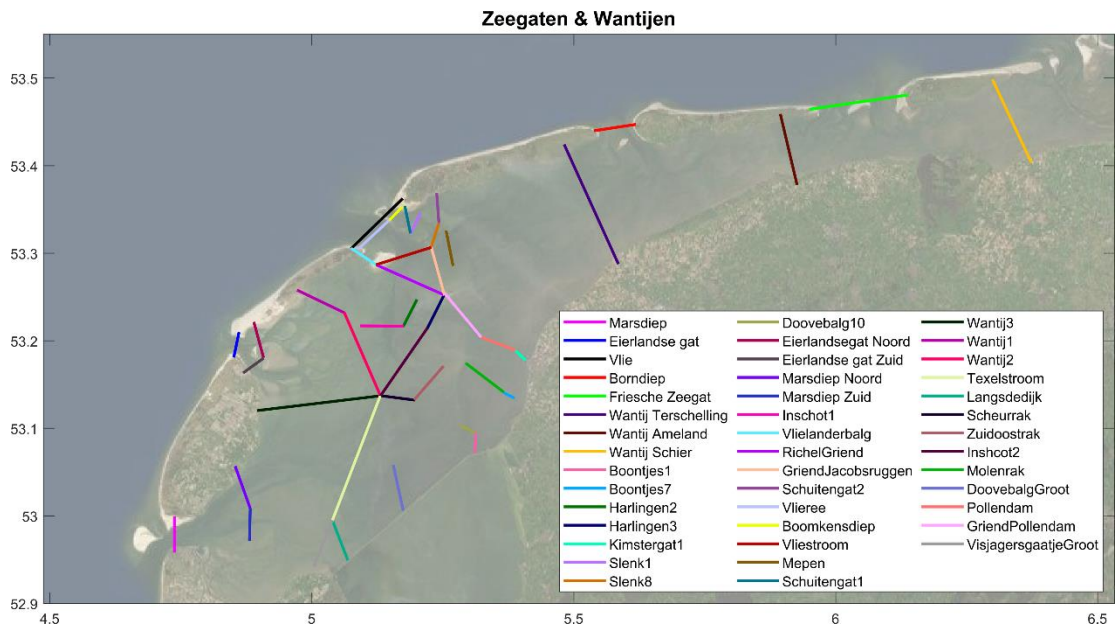 Zeegaten & Wantijen
53.5
53.4
53.3
53.2
53.1
53
52.9
4.5
5
5.5
6
6.5
Marsdiep
Eierlandse gat
Vlie
Borndiep
Friesche Zeegat
Wantij Terschelling
Wantij Ameland
Wantij Schier
Boontjes1
Boontjes7
Harlingen2
Harlingen3
Kimstergat1
Slenk1
Slenk8
Doovebalg10
Eierlandsegat Noord
Eierlandse gat Zuid
Marsdiep Noord
Marsdiep Zuid
Inschot1
Vlielanderbalg
RichelGriend
GriendJacobsruggen
Schuitengat2
Vlieree
Boomkensdiep
Vliestroom
Mepen
Schuitengat1
Wantij3
Wantij1
Wantij2
Texelstroom
Langsdedijk
Scheurrak
Zuidoostrak
Inshcot2
Molenrak
DoovebalgGroot
Pollendam
GriendPollendam
VisjagersgaatjeGroot